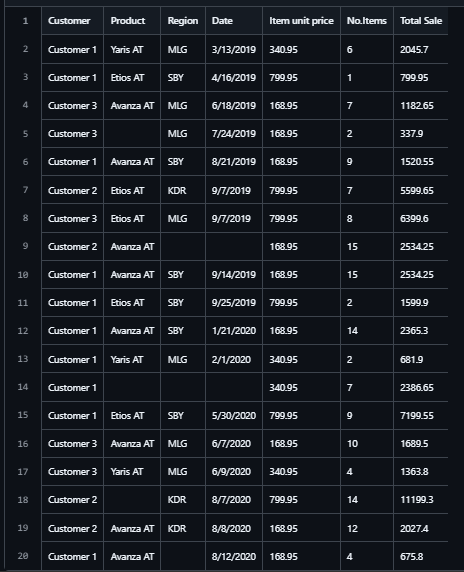 1 Customer Product Region Date Item unit price No.Items Total Sale
2 Customer 1 Yaris AT MLG 3/13/2019 340.95 6 2045.7
3 Customer 1 Etios AT SBY 4/16/2019 799.95 1 799.95
4 Customer 3 Avanza AT MLG 6/18/2019 168.95 7 1182.65
5 Customer 3 MLG 7/24/2019 168.95 2 337.9
6 Customer 1 Avanza AT SBY 8/21/2019 168.95 9 1520.55
7 Customer 2 Etios AT KDR 9/7/2019 799.95 7 5599.65
8 Customer 3 Etios AT MLG 9/7/2019 799.95 8 6399.6
9 Customer 2 Avanza AT 168.95 15 2534.25
10 Customer 1 Avanza AT SBY 9/14/2019 168.95 15 2534.25
11 Customer 1 Etios AT SBY 9/25/2019 799.95 2 1599.9
12 Customer 1 Avanza AT SBY 1/21/2020 168.95 14 2365.3
13 Customer 1 Yaris AT MLG 2/1/2020 340.95 2 681.9
14 Customer 1 340.95 7 2386.65
15 Customer 1 Etios AT SBY 5/30/2020 799.95 9 7199.55
16 Customer 3 Avanza AT MLG 6/7/2020 168.95 10 1689.5
17 Customer 3 Yaris AT MLG 6/9/2020 340.95 4 1363.8
18 Customer 2 KDR 8/7/2020 799.95 14 11199.3
19 Customer 2 Avanza AT KDR 8/8/2020 168.95 12 2027.4
20 Customer 1 Avanza AT 8/12/2020 168.95 4 675.8